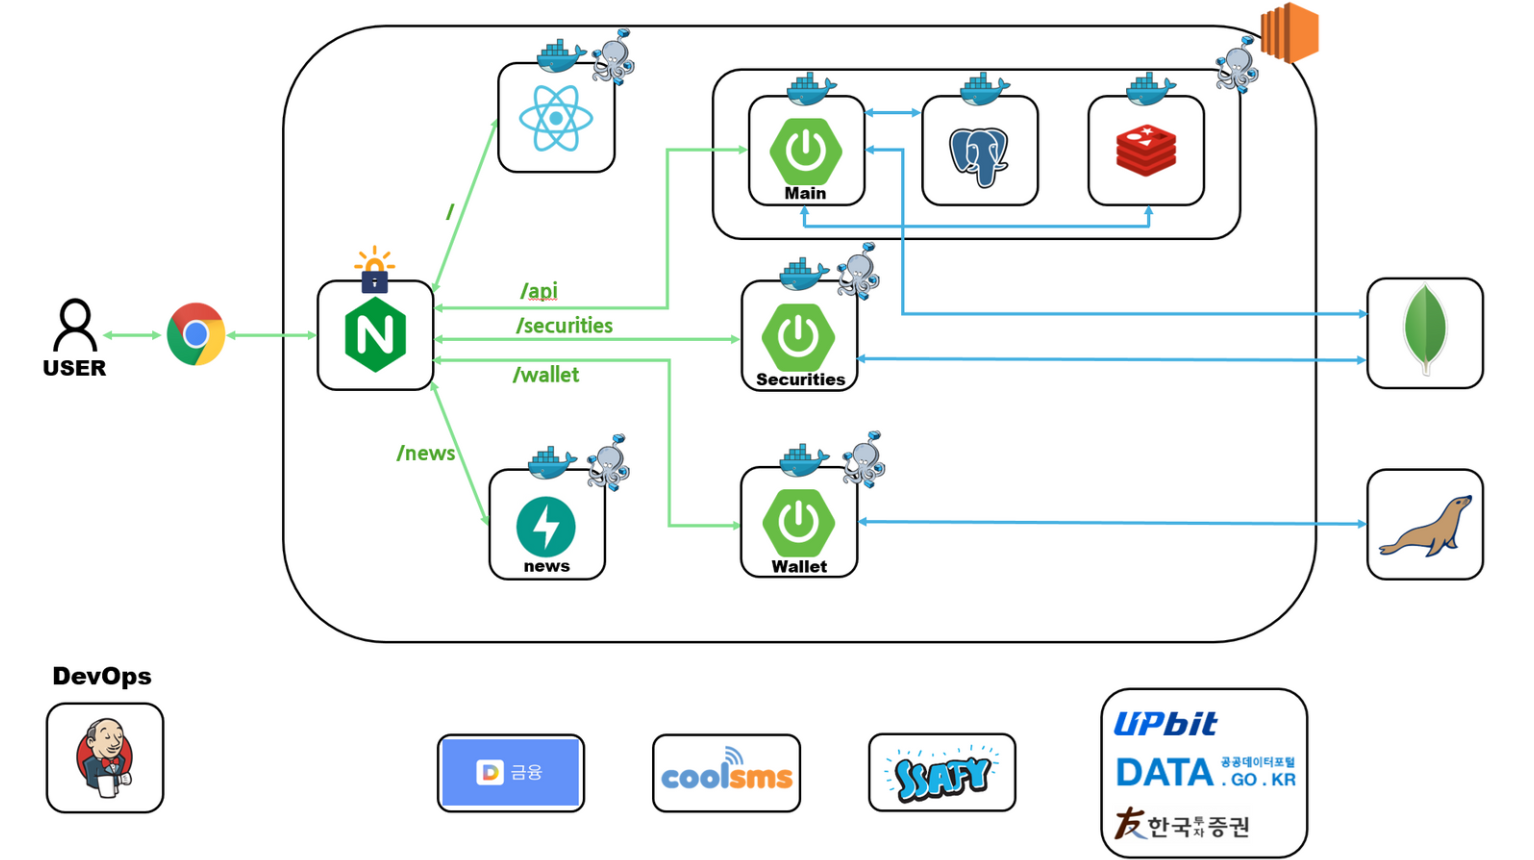 /
Main
/api
/securities
/wallet
USER
Securities
/news
news
Wallet
DevOps
D 금융
coolsms
SSAFY
UPbit
DATA 공공데이터포털
.GO.KR
友한국투자증권